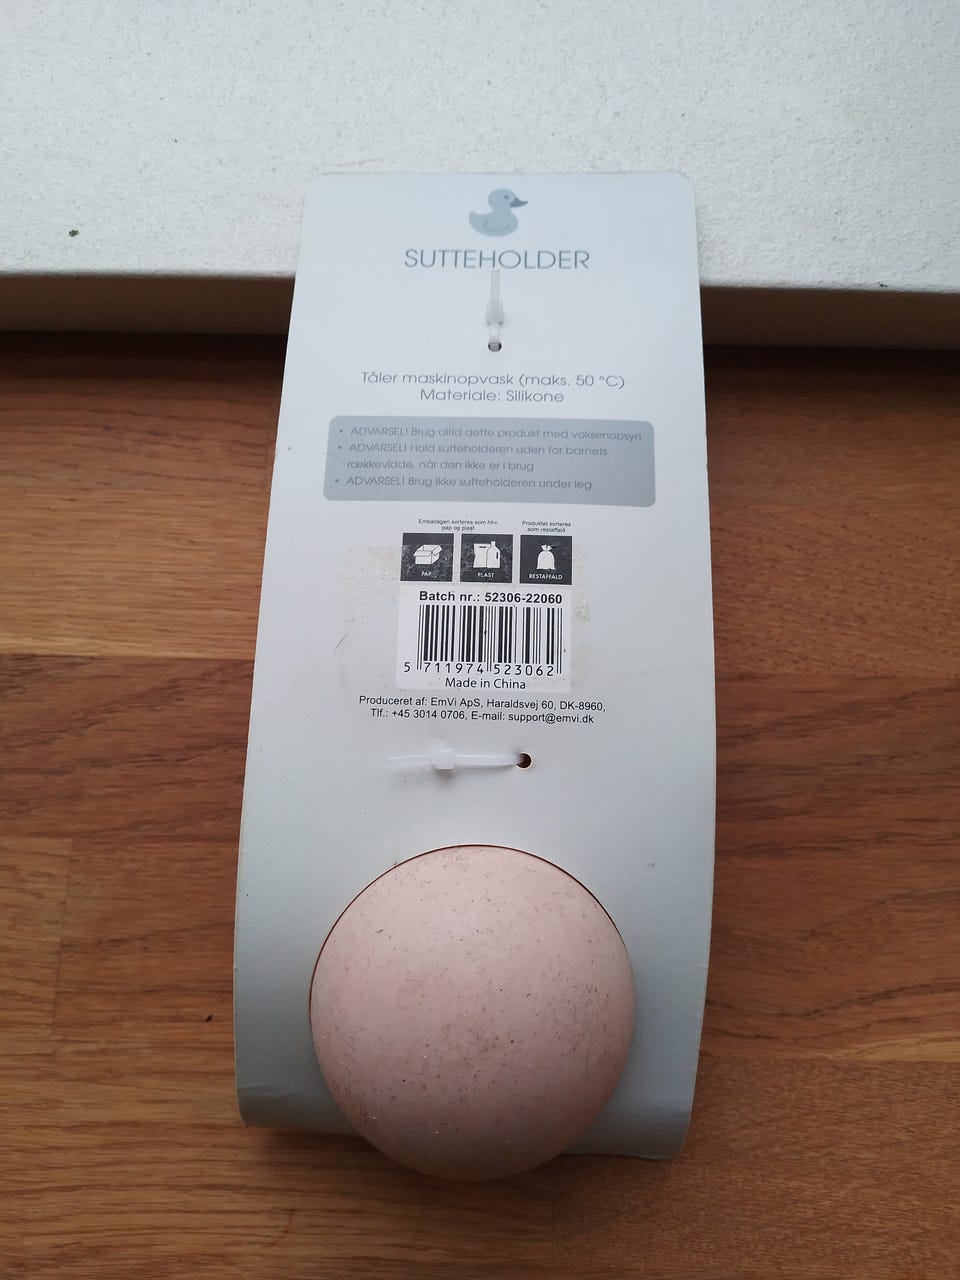 SUTTEHOLDER
Tåler maskinopvask (maks. 50 °C)
Materiale: Silikone
• ADVARSEL! Brug altid dette produkt med voksenopsyn
• ADVARSEL! Hold sutteholderen uden for barnets
rækkevidde, når den ikke er i brug
• ADVARSEL! Brug ikke sutteholderen under leg
Emballagen sorteres som hhv.
pap og plast
Produktet sorteres
som restaffald
PAP
PLAST
RESTAFFALD
Batch nr.: 52306-22060
5 711974 523062
Made in China
Produceret af: EmVi ApS, Haraldsvej 60, DK-8960,
Tlf.: +45 3014 0706, E-mail: support@emvi.dk